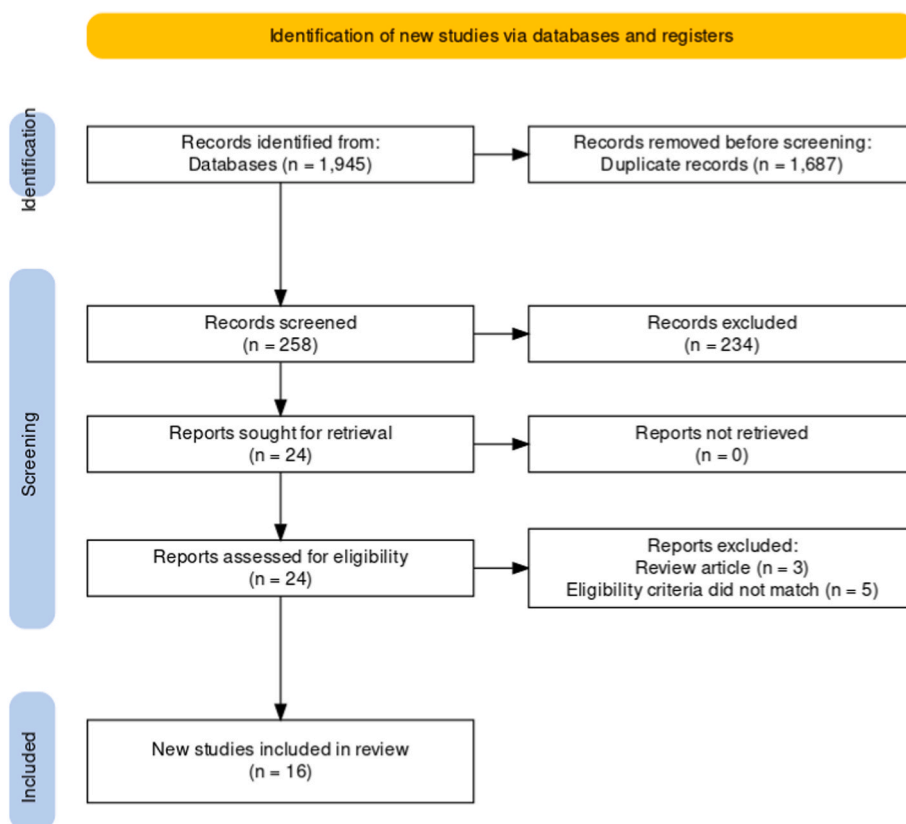 Identification of new studies via databases and registers
Identification
Records identified from:
Databases (n = 1,945)
Records removed before screening:
Duplicate records (n = 1,687)
Screening
Records screened
(n = 258)
Records excluded
(n = 234)
Reports sought for retrieval
(n = 24)
Reports not retrieved
(n = 0)
Reports assessed for eligibility
(n = 24)
Reports excluded:
Review article (n = 3)
Eligibility criteria did not match (n = 5)
Included
New studies included in review
(n = 16)